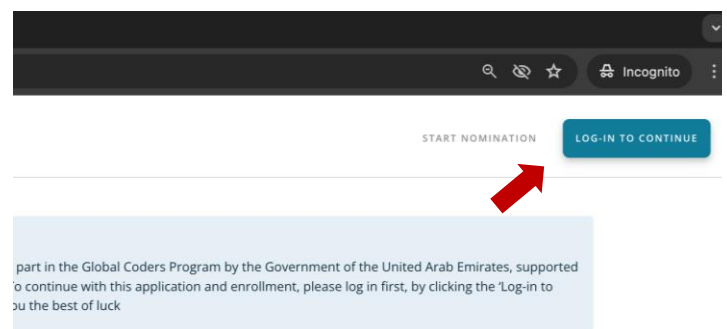 Incognito
START NOMINATION LOG-IN TO CONTINUE
part in the Global Coders Program by the Government of the United Arab Emirates, supported
o continue with this application and enrollment, please log in first, by clicking the 'Log-in to
ou the best of luck